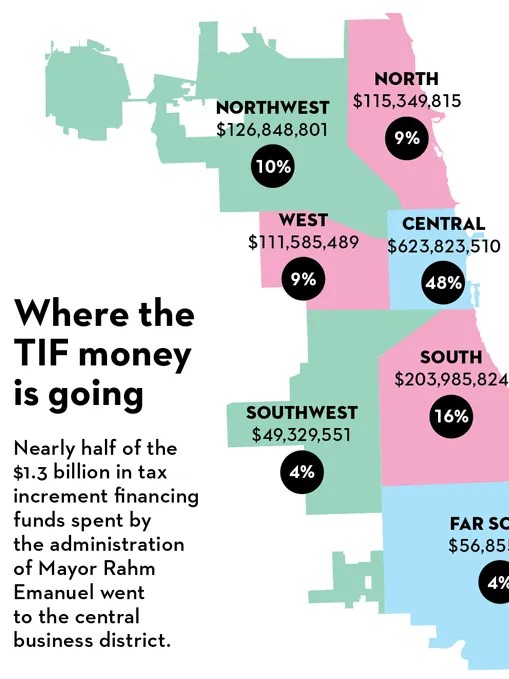 NORTH
$115,349,815
9%
NORTHWEST
$126,848,801
10%
WEST
$111,585,489
9%
CENTRAL
$623,823,510
48%
Where the
TIF money
is going
SOUTH
$203,985,824
16%
SOUTHWEST
$49,329,551
4%
Nearly half of the
$1.3 billion in tax
increment financing
funds spent by
the administration
of Mayor Rahm
Emanuel went
to the central
business district.
FAR SO
$56,85
4%